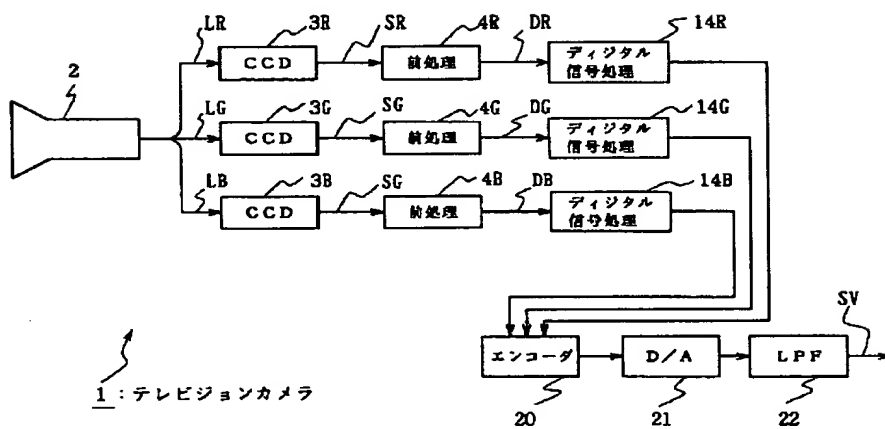 LR 3R SR 4R DR 14R
2 CCD 前処理 ディジタル
信号処理
LG 3G SG 4G DG 14G
CCD 前処理 ディジタル
信号処理
LB 3B SG 4B DB 14B
CCD 前処理 ディジタル
信号処理
SV
エンコーダ D/A LPF
1:テレビジョンカメラ
20 21 22